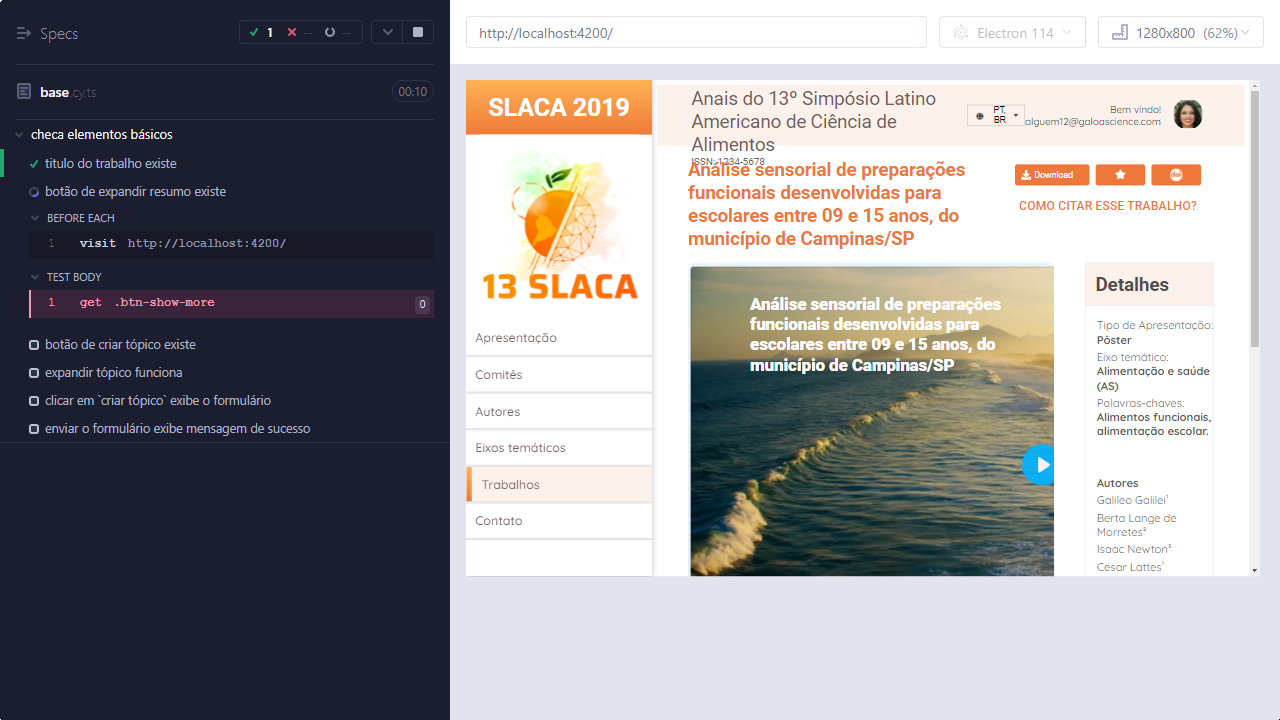 Specs
1
--
--
base.cy.ts
00:10
checa elementos básicos
titulo do trabalho existe
botão de expandir resumo existe
BEFORE EACH
1 visit http://localhost:4200/
TEST BODY
1 get .btn-show-more 0
botão de criar tópico existe
expandir tópico funciona
clicar em `criar tópico` exibe o formulário
enviar o formulário exibe mensagem de sucesso
http://localhost:4200/
Electron 114
1280x800 (62%)
SLACA 2019
13 SLACA
Apresentação
Comitês
Autores
Eixos temáticos
Trabalhos
Contato
Anais do 13º Simpósio Latino
Americano de Ciência de
Alimentos
ISSN: 1234-5678
PT,
BR
Bem vindo!
alguem12@galoascience.com
Análise sensorial de preparações
funcionais desenvolvidas para
escolares entre 09 e 15 anos, do
município de Campinas/SP
Download
doi
COMO CITAR ESSE TRABALHO?
Análise sensorial de preparações
funcionais desenvolvidas para
escolares entre 09 e 15 anos, do
município de Campinas/SP
Detalhes
Tipo de Apresentação:
Pôster
Eixo temático:
Alimentação e saúde
(AS)
Palavras-chaves:
Alimentos funcionais,
alimentação escolar.
Autores
Galileo Galilei¹
Berta Lange de
Morretes²
Isaac Newton³
Cesar Lattes¹